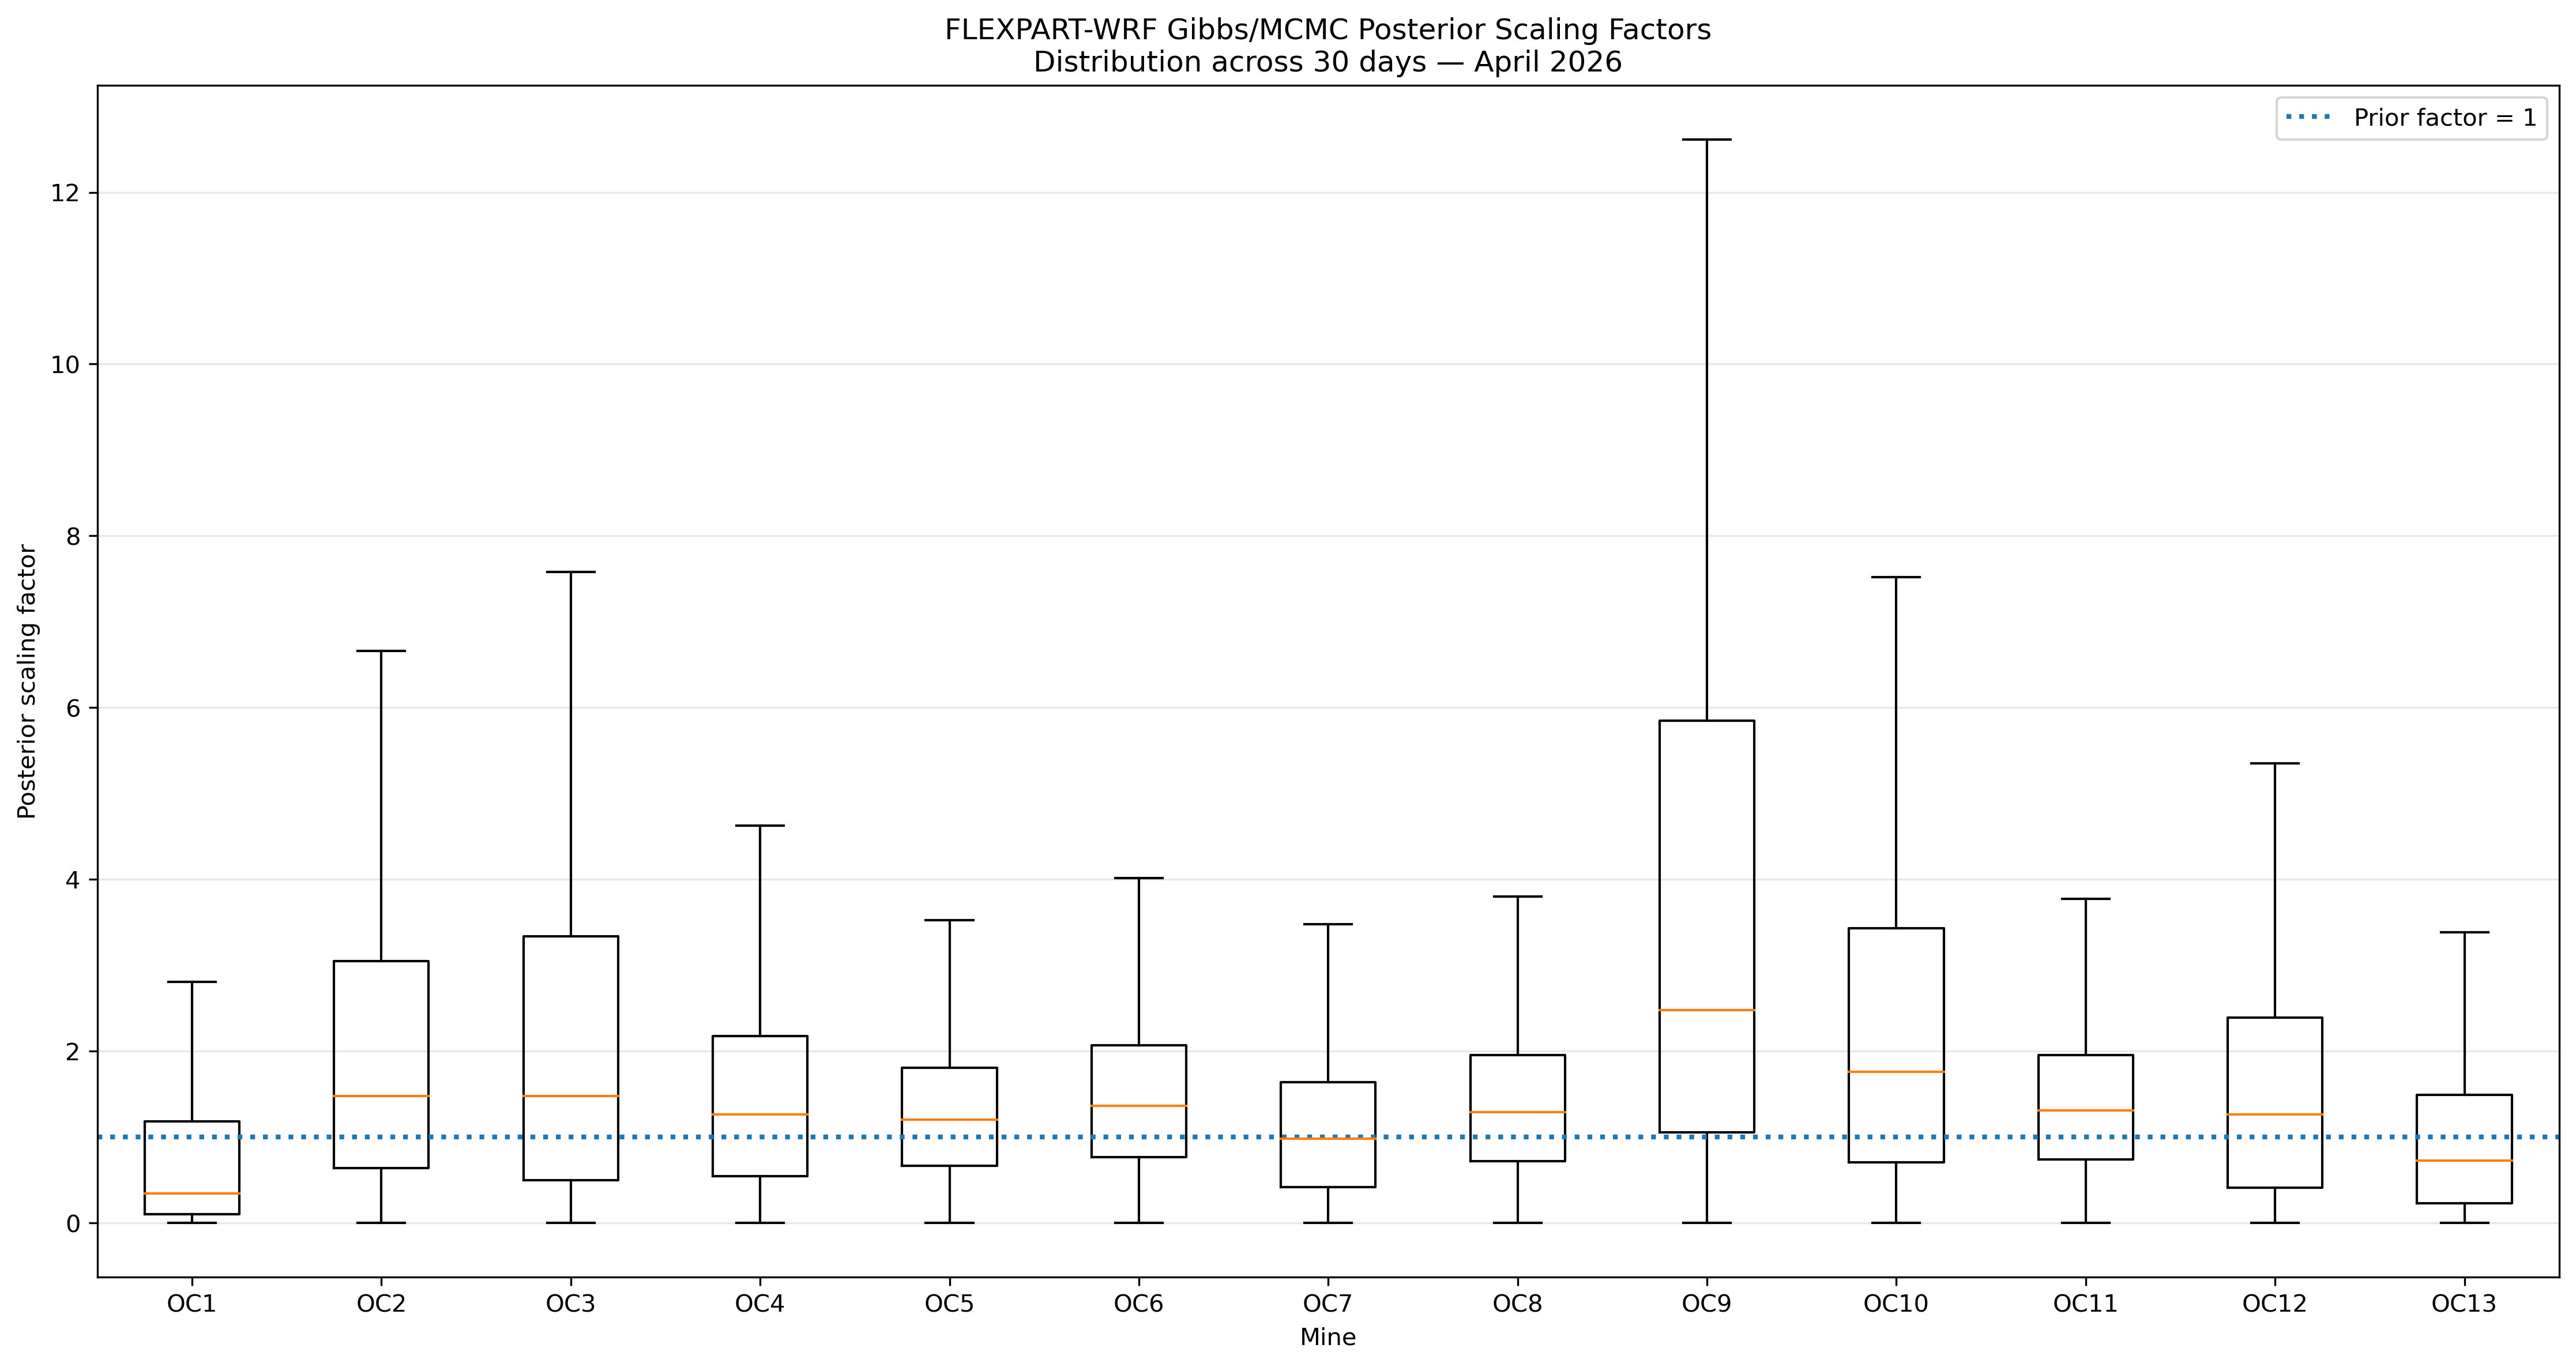 FLEXPART-WRF Gibbs/MCMC Posterior Scaling Factors
Distribution across 30 days — April 2026
Prior factor = 1
Posterior scaling factor
12
10
8
6
4
2
0
OC1 OC2 OC3 OC4 OC5 OC6 OC7 OC8 OC9 OC10 OC11 OC12 OC13
Mine